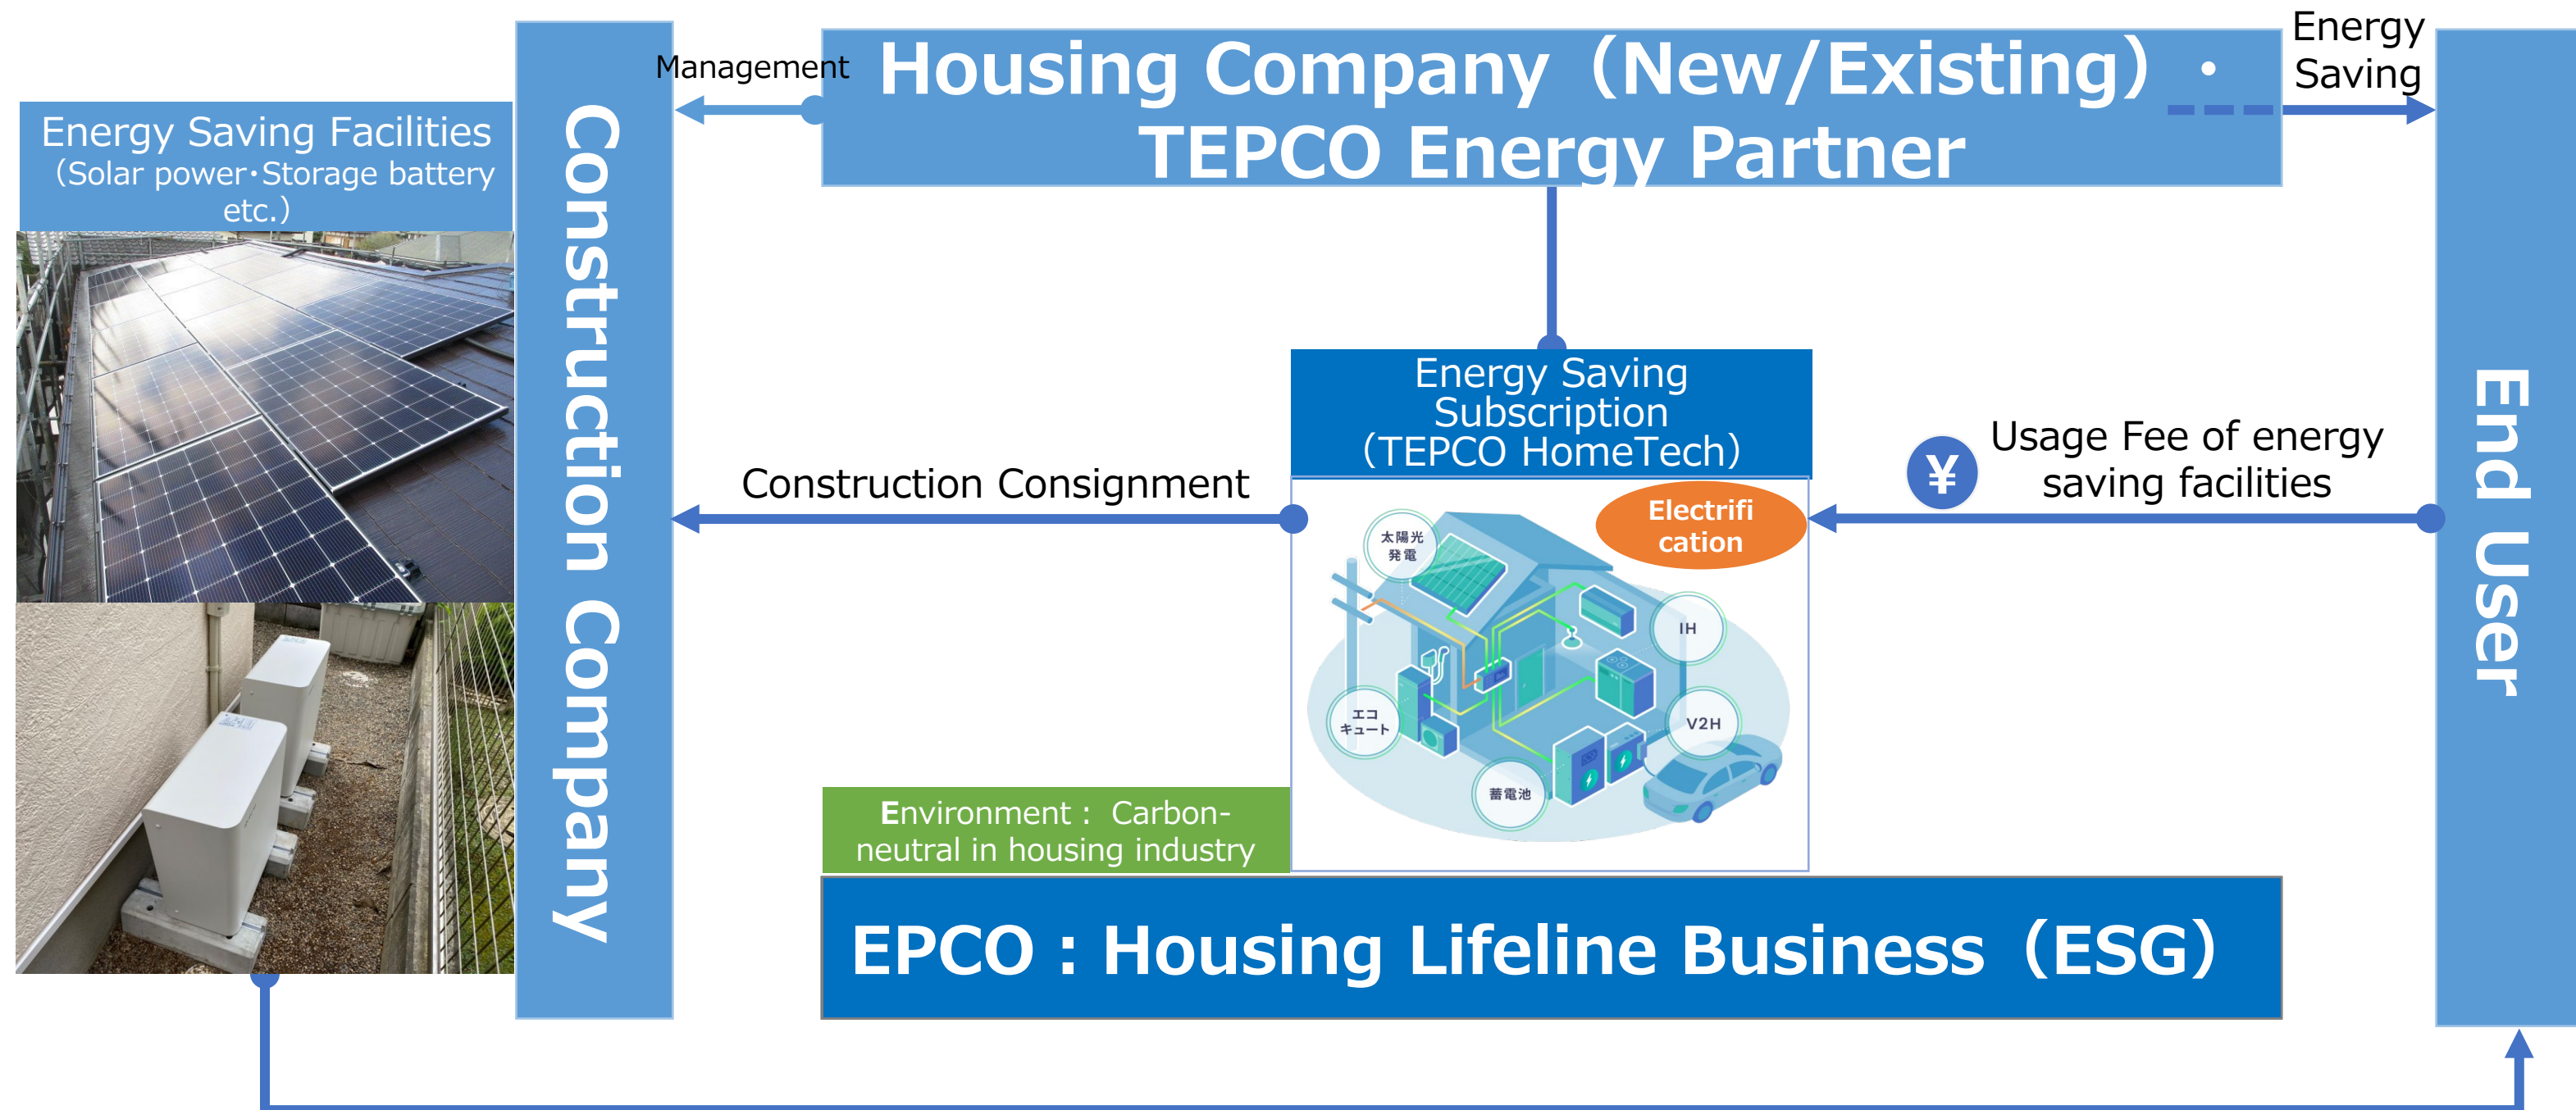 Management
Housing Company（New/Existing）・
TEPCO Energy Partner
Energy
Saving
Energy Saving Facilities
（Solar power・Storage battery
etc.）
Construction Company
Energy Saving
Subscription
（TEPCO HomeTech）
Construction Consignment
¥
Usage Fee of energy
saving facilities
End User
Electrifi
cation
太陽光
発電
IH
エコ
キュート
V2H
蓄電池
Environment： Carbon-
neutral in housing industry
EPCO：Housing Lifeline Business（ESG）